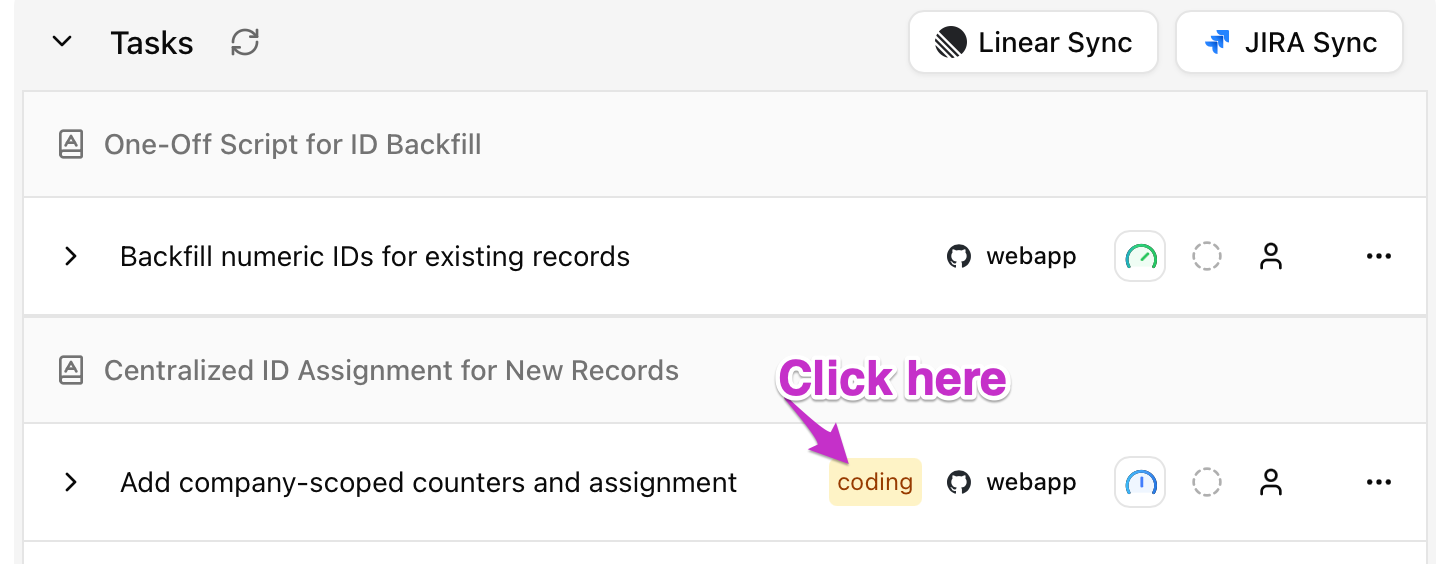 Tasks
Linear Sync
JIRA Sync
One-Off Script for ID Backfill
Backfill numeric IDs for existing records
webapp
Centralized ID Assignment for New Records
Click here
Add company-scoped counters and assignment
coding
webapp